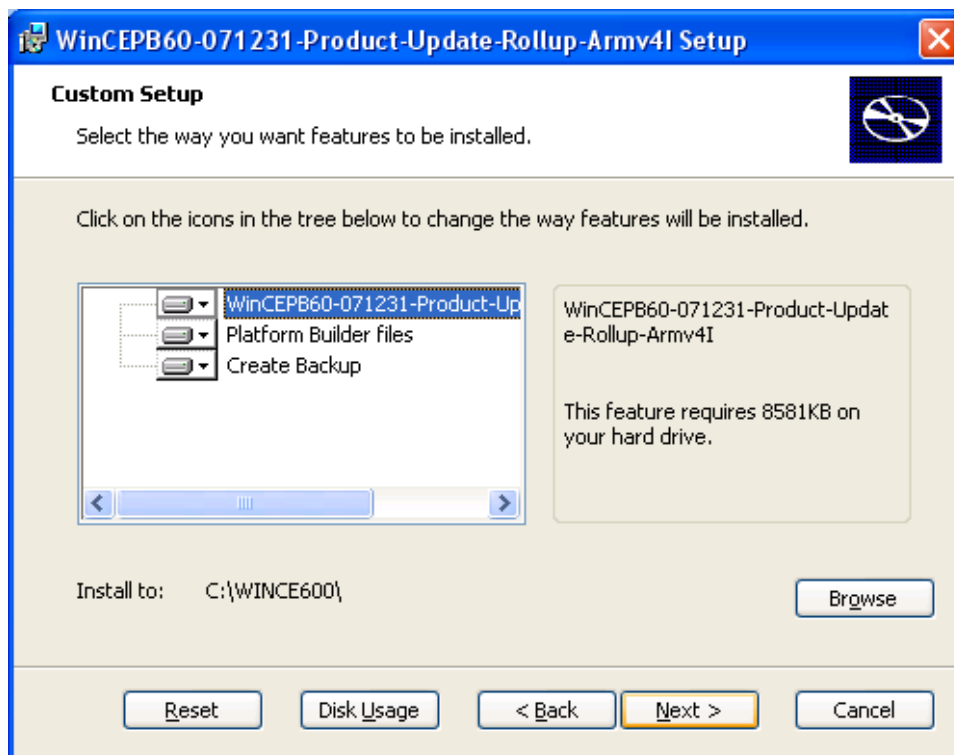 WinCEPB60-071231-Product-Update-Rollup-Armv4I Setup
Custom Setup
Select the way you want features to be installed.
Click on the icons in the tree below to change the way features will be installed.
WinCEPB60-071231-Product-Up
Platform Builder files
Create Backup
WinCEPB60-071231-Product-Updat
e-Rollup-Armv4I
This feature requires 8581KB on
your hard drive.
Install to: C:\WINCE600\
Browse
Reset Disk Usage < Back Next > Cancel